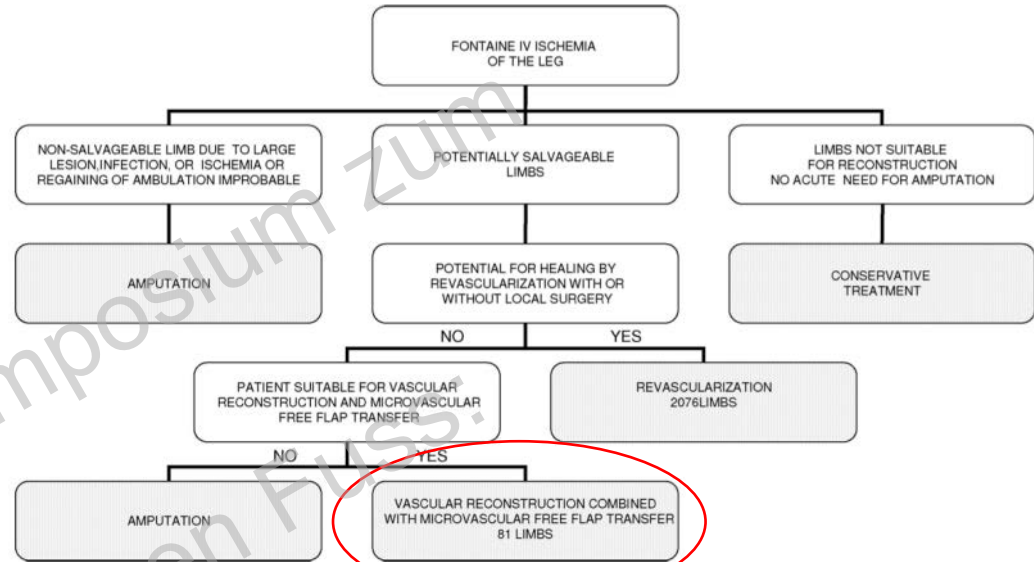 FONTAINE IV ISCHEMIA
OF THE LEG
NON-SALVAGEABLE LIMB DUE TO LARGE
LESION,INFECTION, OR ISCHEMIA OR
REGAINING OF AMBULATION IMPROBABLE
POTENTIALLY SALVAGEABLE
LIMBS
LIMBS NOT SUITABLE
FOR RECONSTRUCTION
NO ACUTE NEED FOR AMPUTATION
AMPUTATION
POTENTIAL FOR HEALING BY
REVASCULARIZATION WITH OR
WITHOUT LOCAL SURGERY
CONSERVATIVE
TREATMENT
NO
YES
PATIENT SUITABLE FOR VASCULAR
RECONSTRUCTION AND MICROVASCULAR
FREE FLAP TRANSFER
REVASCULARIZATION
2076LIMBS
NO
YES
AMPUTATION
VASCULAR RECONSTRUCTION COMBINED
WITH MICROVASCULAR FREE FLAP TRANSFER
81 LIMBS
zum
Fuss.